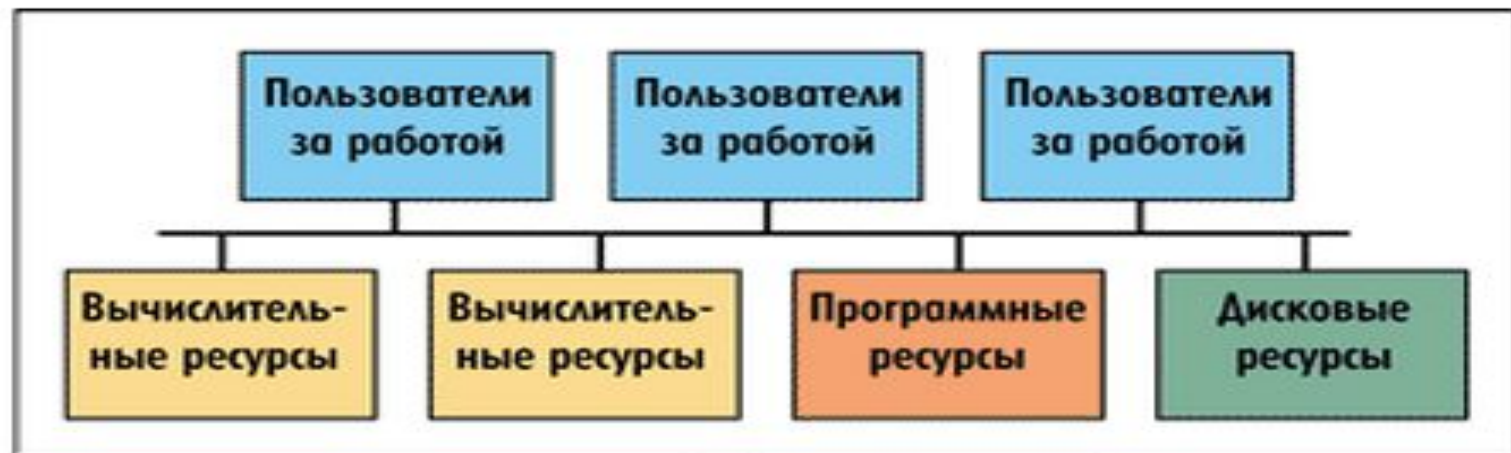 Пользователи
за работой
Пользователи
за работой
Пользователи
за работой
Вычислитель-
ные ресурсы
Вычислитель-
ные ресурсы
Программные
ресурсы
Дисковые
ресурсы